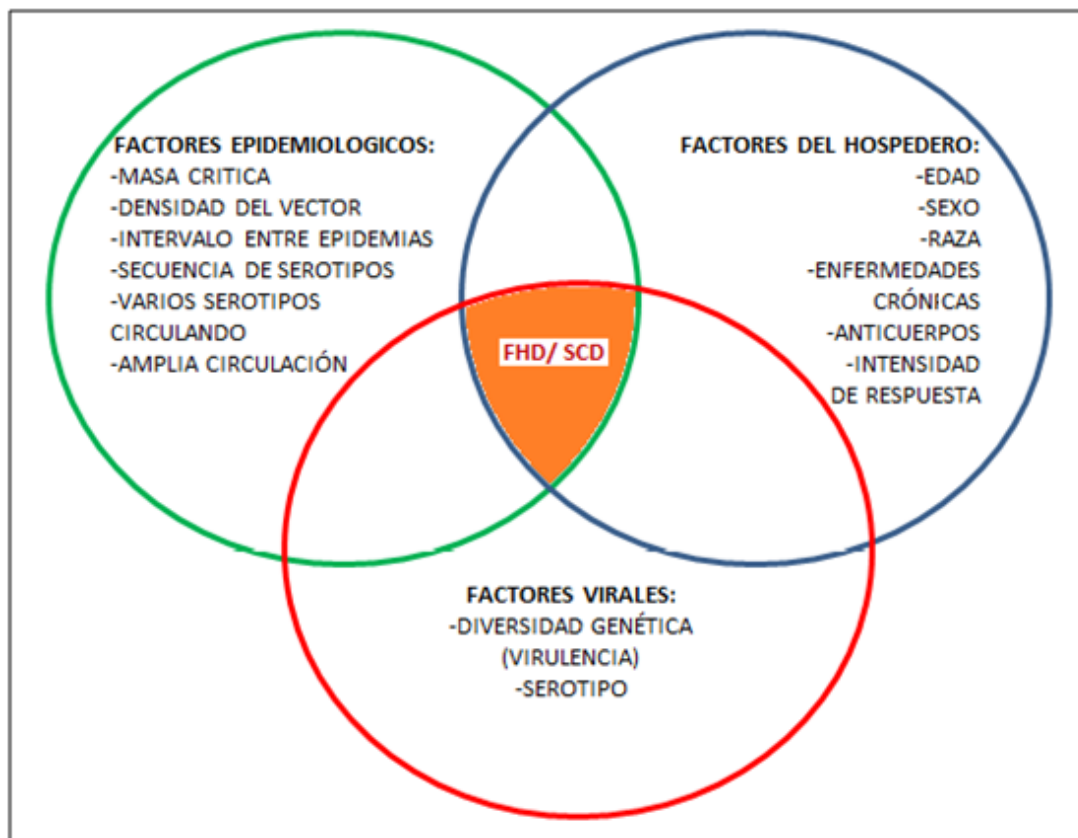 FACTORES EPIDEMIOLOGICOS:
-MASA CRITICA
-DENSIDAD DEL VECTOR
-INTERVALO ENTRE EPIDEMIAS
-SECUENCIA DE SEROTIPOS
-VARIOS SEROTIPOS
CIRCULANDO
-AMPLIA CIRCULACIÓN
FACTORES DEL HOSPEDERO:
-EDAD
-SEXO
-RAZA
-ENFERMEDADES
CRÓNICAS
-ANTICUERPOS
-INTENSIDAD
DE RESPUESTA
FHD/ SCD
FACTORES VIRALES:
-DIVERSIDAD GENÉTICA
(VIRULENCIA)
-SEROTIPO